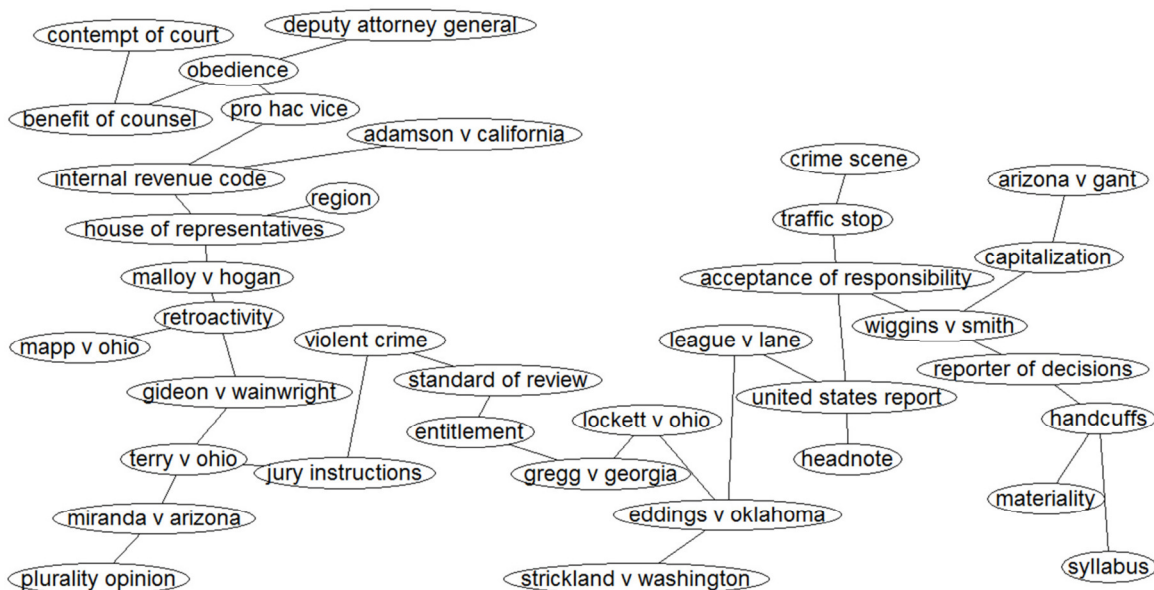 deputy attorney general
contempt of court
obedience
pro hac vice
benefit of counsel
adamson v california
crime scene
internal revenue code
arizona v gant
region
traffic stop
house of representatives
capitalization
malloy v hogan
acceptance of responsibility
retroactivity
wiggins v smith
mapp v ohio
violent crime
league v lane
reporter of decisions
standard of review
gideon v wainwright
united states report
lockett v ohio
handcuffs
entitlement
terry v ohio
headnote
jury instructions
gregg v georgia
materiality
miranda v arizona
eddings v oklahoma
syllabus
plurality opinion
strickland v washington